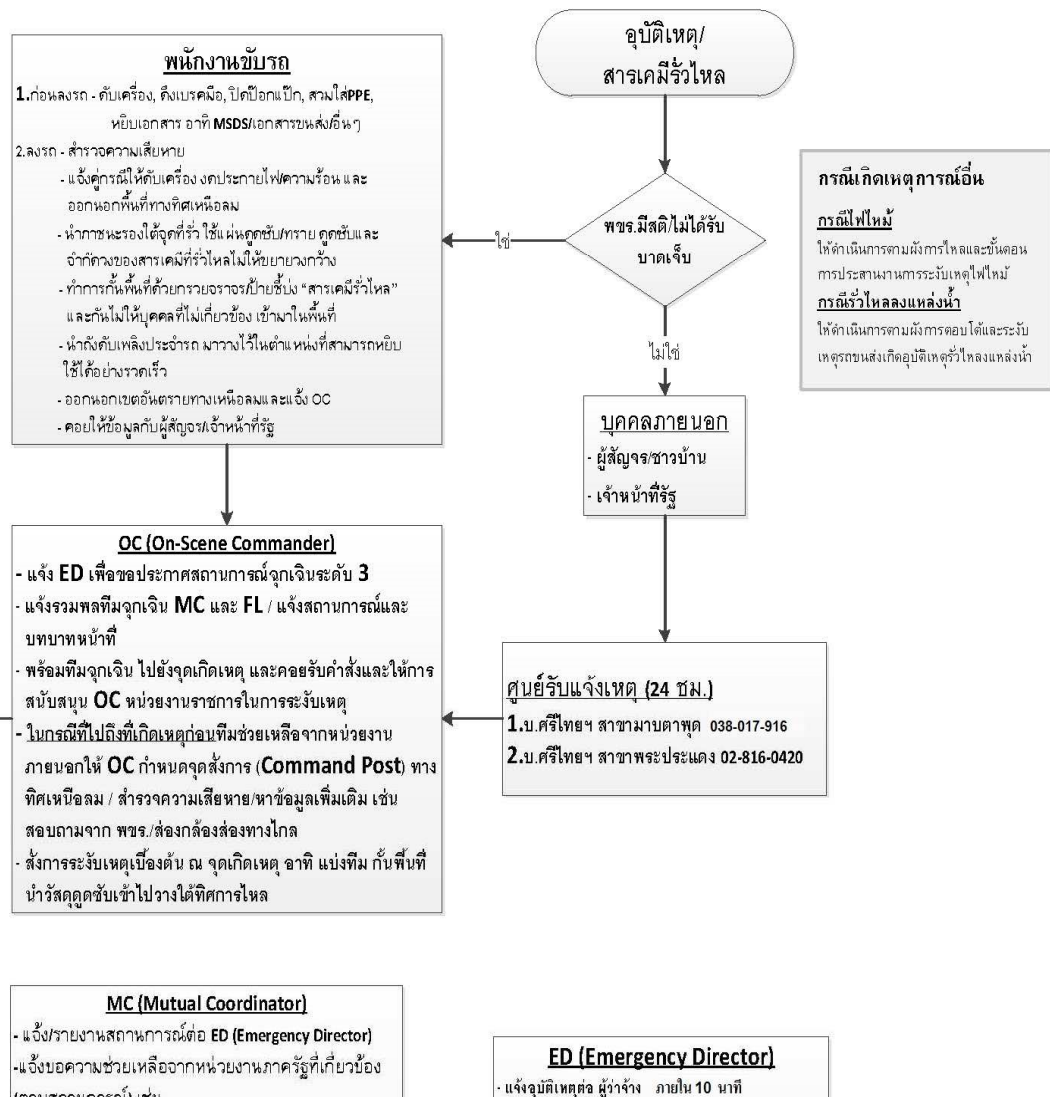 อุบัติเหตุ/
สารเคมีรั่วไหล
พนักงานขับรถ
1.ก่อนลงรถ - ดับเครื่อง, ดึงเบรคมือ, ปิดป๊อกแป๊ก, สวมใส่PPE,
หยิบเอกสาร อาทิ MSDS/เอกสารขนส่ง/อื่นๆ
2.ลงรถ - สำรวจความเสียหาย
- แจ้งคู่กรณีให้ดับเครื่อง งดประกายไฟ/ความร้อน และ
ออกนอกพื้นที่ทางทิศเหนือลม
- นำภาชนะรองใต้จุดที่รั่ว ใช้แผ่นดูดซับ/ทราย ดูดซับและ
จำกัดวงของสารเคมีที่รั่วไหลไม่ให้ขยายวงกว้าง
- ทำการกั้นพื้นที่ด้วยกรวยจราจร/ป้ายชี้บ่ง “สารเคมีรั่วไหล”
และกันไม่ให้บุคคลที่ไม่เกี่ยวข้อง เข้ามาในพื้นที่
- นำถังดับเพลิงประจำรถ มาวางไว้ในตำแหน่งที่สามารถหยิบ
ใช้ได้อย่างรวดเร็ว
- ออกนอกเขตอันตรายทางเหนือลมและแจ้ง OC
- คอยให้ข้อมูลกับผู้สัญจร/เจ้าหน้าที่รัฐ
พขร.มีสติ/ไม่ได้รับ
บาดเจ็บ
ใช่
ไม่ใช่
กรณีเกิดเหตุการณ์อื่น
กรณีไฟไหม้
ให้ดำเนินการตามผังการไหลและขั้นตอน
การประสานงานการระงับเหตุไฟไหม้
กรณีรั่วไหลลงแหล่งน้ำ
ให้ดำเนินการตามผังการตอบโต้และระงับ
เหตุรถขนส่งเกิดอุบัติเหตุรั่วไหลลงแหล่งน้ำ
บุคคลภายนอก
- ผู้สัญจร/ชาวบ้าน
- เจ้าหน้าที่รัฐ
OC (On-Scene Commander)
- แจ้ง ED เพื่อขอประกาศสถานการณ์ฉุกเฉินระดับ 3
- แจ้งรวมพลทีมฉุกเฉิน MC และ FL / แจ้งสถานการณ์และ
บทบาทหน้าที่
- พร้อมทีมฉุกเฉิน ไปยังจุดเกิดเหตุ และคอยรับคำสั่งและให้การ
สนับสนุน OC หน่วยงานราชการในการระงับเหตุ
- ในกรณีที่ไปถึงที่เกิดเหตุก่อนทีมช่วยเหลือจากหน่วยงาน
ภายนอกให้ OC กำหนดจุดสั่งการ (Command Post) ทาง
ทิศเหนือลม / สำรวจความเสียหาย/หาข้อมูลเพิ่มเติม เช่น
สอบถามจาก พขร./ส่องกล้องส่องทางไกล
- สั่งการระงับเหตุเบื้องต้น ณ จุดเกิดเหตุ อาทิ แบ่งทีม กั้นพื้นที่
นำวัสดุดูดซับเข้าไปวางใต้ทิศการไหล
ศูนย์รับแจ้งเหตุ (24 ชม.)
1.บ.ศรีไทยฯ สาขามาบตาพุด 038-017-916
2.บ.ศรีไทยฯ สาขาพระประแดง 02-816-0420
MC (Mutual Coordinator)
- แจ้ง/รายงานสถานการณ์ต่อ ED (Emergency Director)
-แจ้งขอความช่วยเหลือจากหน่วยงานภาครัฐที่เกี่ยวข้อง
(ตามสถานการณ์) เช่น
ED (Emergency Director)
- แจ้งอุบัติเหตุต่อ ผู้ว่าจ้าง ภายใน 10 นาที